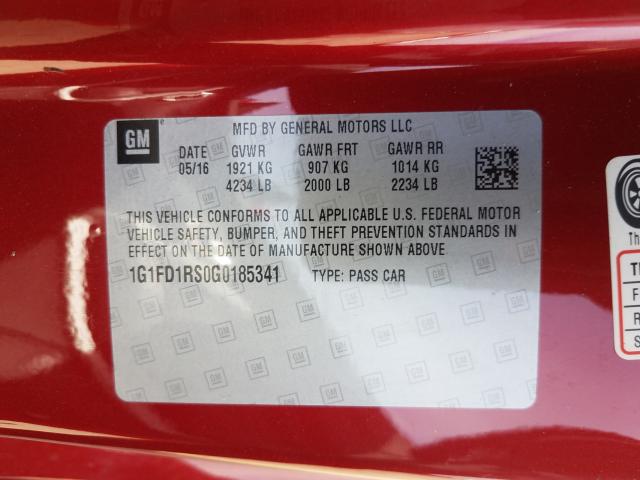 GM
MFD BY GENERAL MOTORS LLC
DATE GVWR GAWR FRT GAWR RR
05/16 1921 KG 907 KG 1014 KG
4234 LB 2000 LB 2234 LB
THIS VEHICLE CONFORMS TO ALL APPLICABLE U.S. FEDERAL MOTOR
VEHICLE SAFETY, BUMPER, AND THEFT PREVENTION STANDARDS IN
EFFECT ON THE DATE OF MANUFACTURE SHOWN ABOVE
1G1FD1RS0G0185341 TYPE: PASS CAR